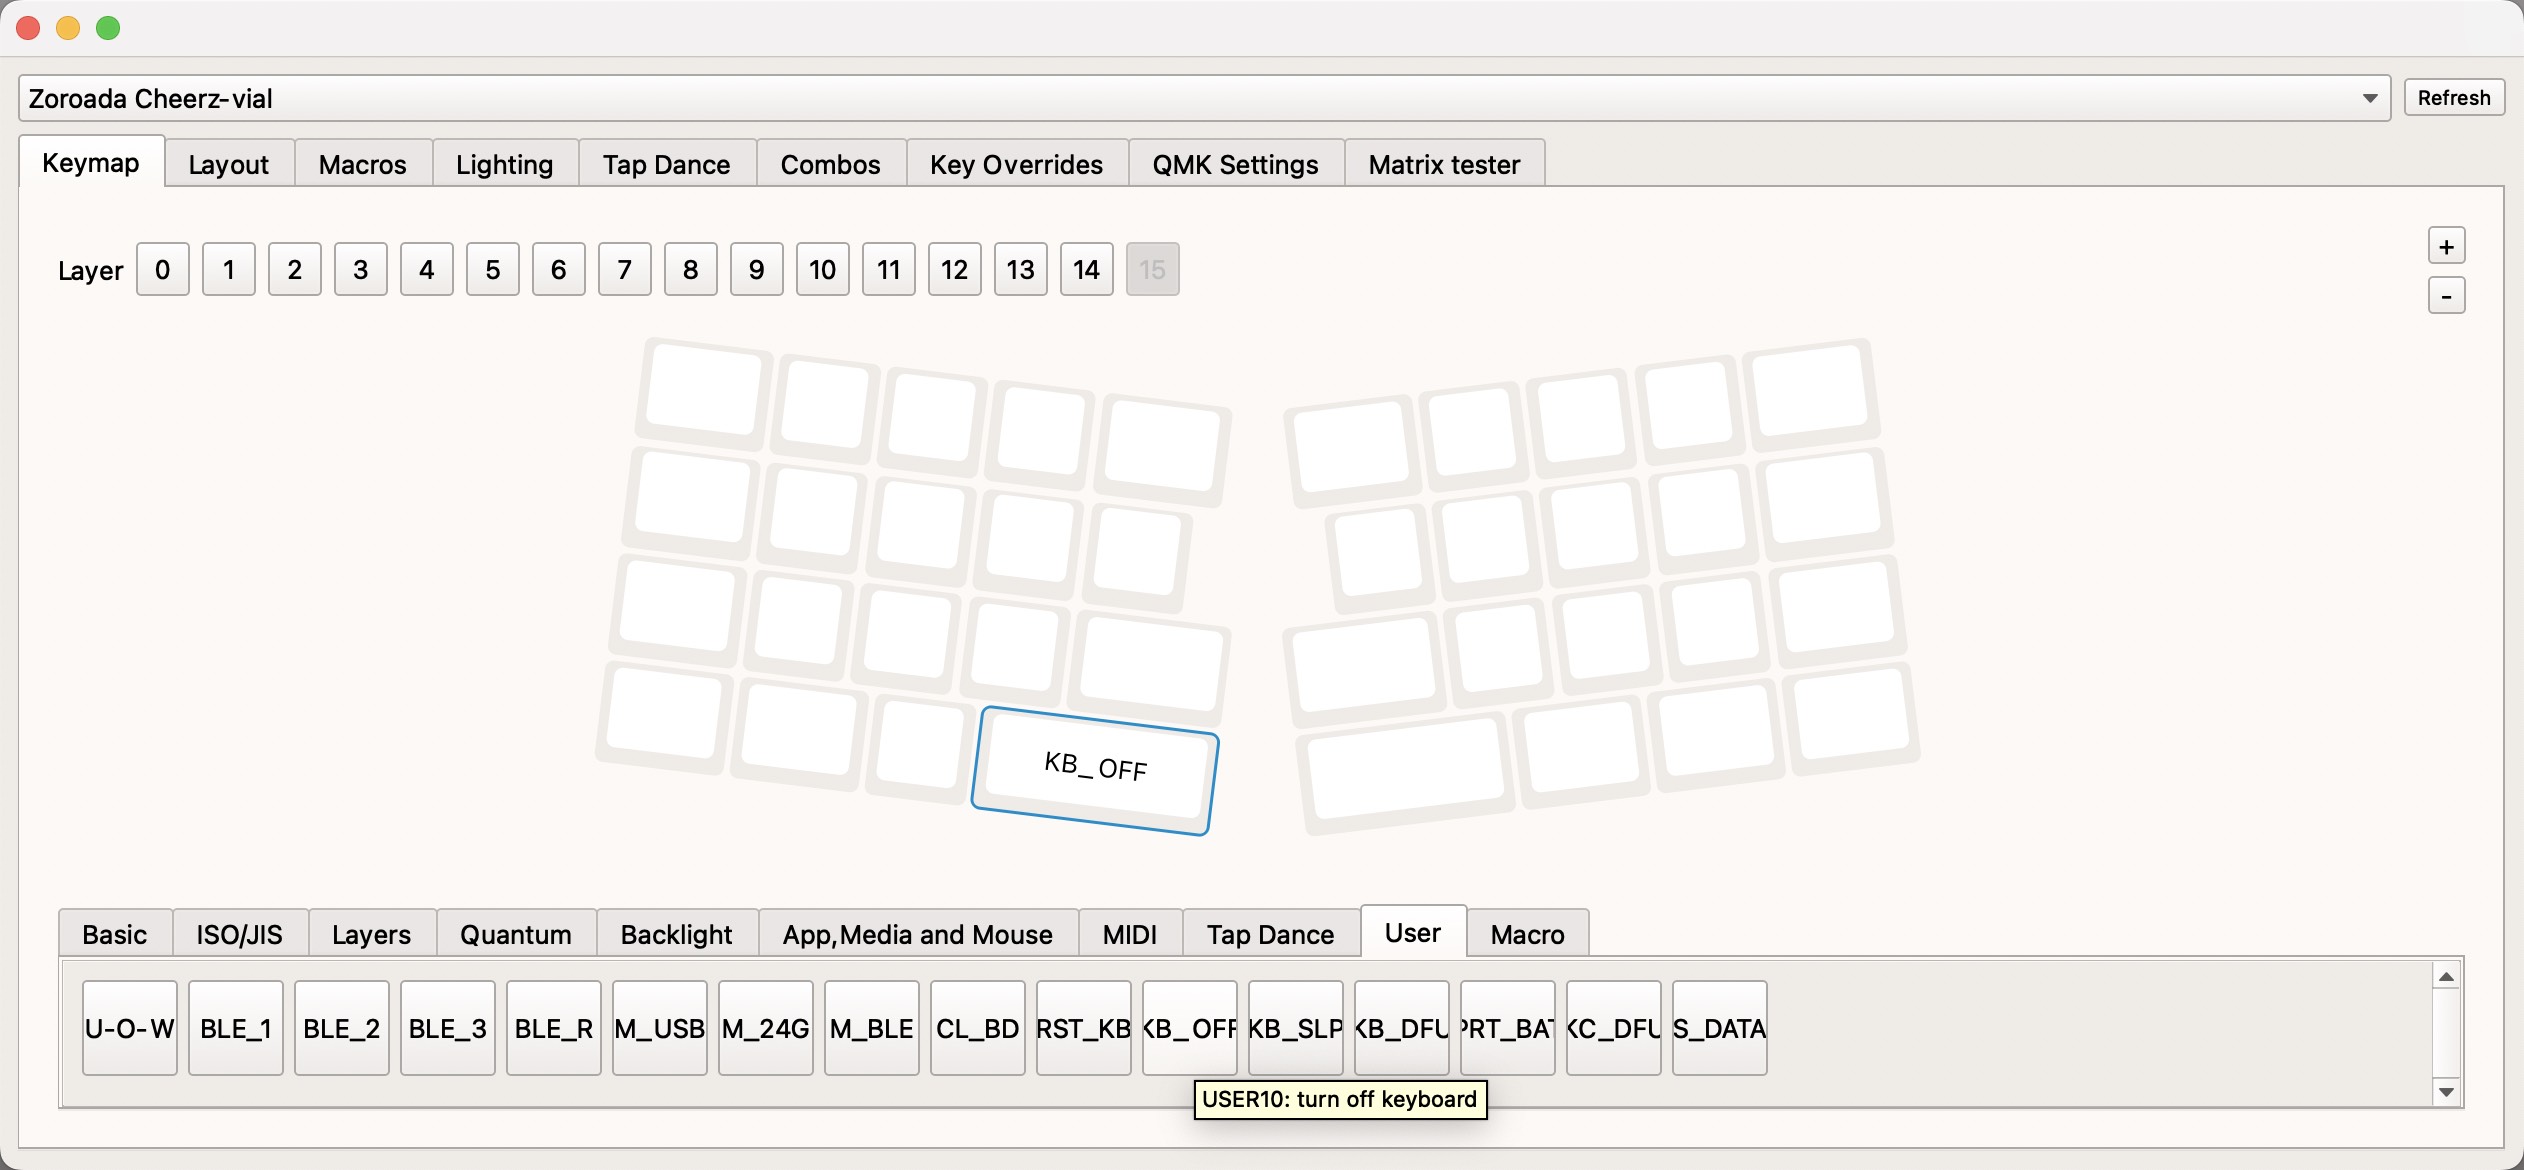 Zoroada Cheerz-vial
Refresh
Keymap Layout Macros Lighting Tap Dance Combos Key Overrides QMK Settings Matrix tester
Layer 0 1 2 3 4 5 6 7 8 9 10 11 12 13 14 15
+
-
KB_OFF
Basic ISO/JIS Layers Quantum Backlight App,Media and Mouse MIDI Tap Dance User Macro
U-O-W BLE_1 BLE_2 BLE_3 BLE_R M_USB M_24G M_BLE CL_BD RST_KB KB_OFF KB_SLP KB_DFU PRT_BAT KC_DFU S_DATA
USER10: turn off keyboard